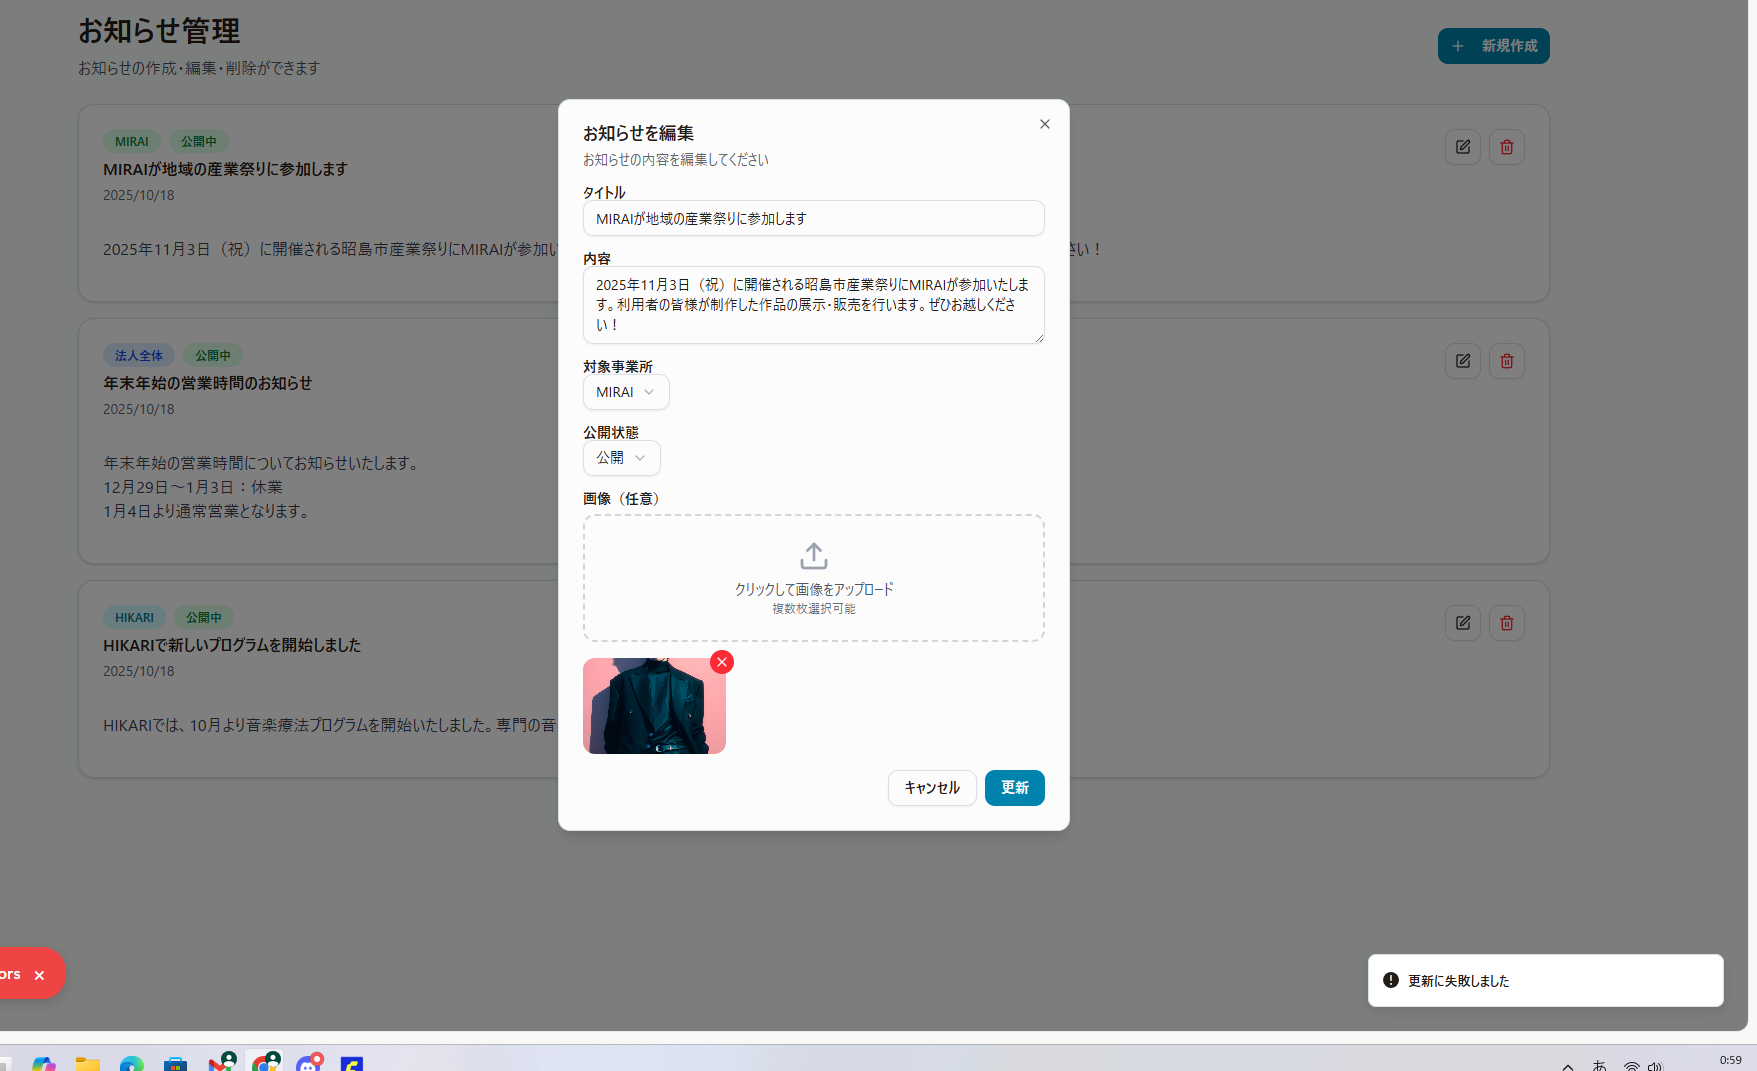 お知らせ管理
お知らせの作成・編集・削除ができます
新規作成
MIRAI 公開中
MIRAIが地域の産業祭りに参加します
2025/10/18
2025年11月3日（祝）に開催される昭島市産業祭りにMIRAIが参加い
さい！
法人全体 公開中
年末年始の営業時間のお知らせ
2025/10/18
年末年始の営業時間についてお知らせいたします。
12月29日～1月3日：休業
1月4日より通常営業となります。
HIKARI 公開中
HIKARIで新しいプログラムを開始しました
2025/10/18
HIKARIでは、10月より音楽療法プログラムを開始いたしました。専門の音
お知らせを編集
お知らせの内容を編集してください
タイトル
MIRAIが地域の産業祭りに参加します
内容
2025年11月3日（祝）に開催される昭島市産業祭りにMIRAIが参加いたしま
す。利用者の皆様が制作した作品の展示・販売を行います。ぜひお越しくださ
い！
対象事業所
MIRAI
公開状態
公開
画像（任意）
クリックして画像をアップロード
複数枚選択可能
キャンセル
更新
ors
更新に失敗しました
あ
0:59